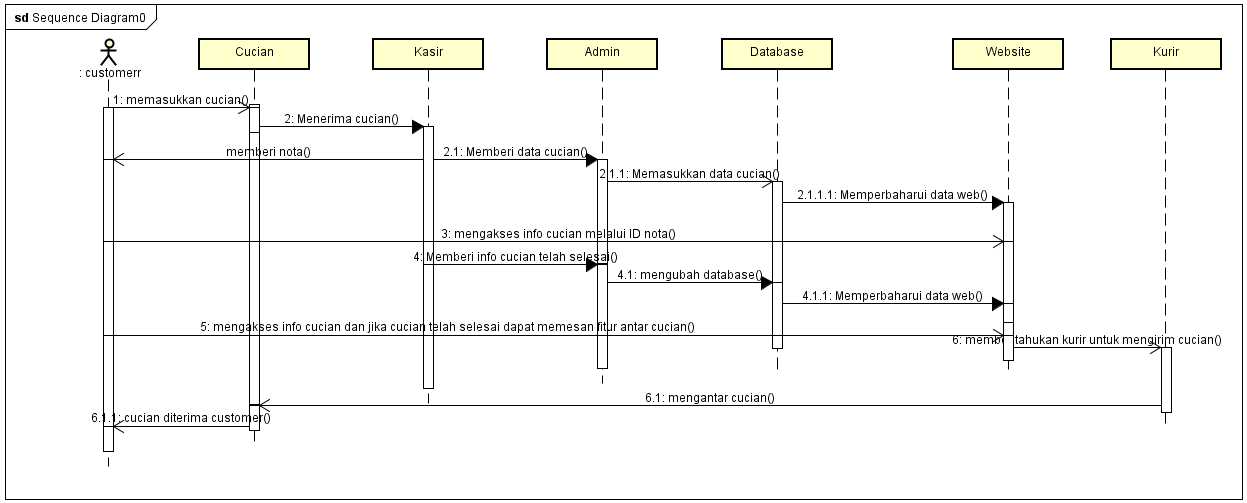 sd Sequence Diagram0
Cucian
Kasir
Admin
Database
Website
Kurir
: customerr
1: memasukkan cucian()
2: Menerima cucian()
memberi nota()
2.1: Memberi data cucian()
2.1.1: Memasukkan data cucian()
2.1.1.1: Memperbaharui data web()
3: mengakses info cucian melalui ID nota()
4: Memberi info cucian telah selesai()
4.1: mengubah database()
4.1.1: Memperbaharui data web()
5: mengakses info cucian dan jika cucian telah selesai dapat memesan fitur antar cucian()
6: memberitahukan kurir untuk mengirim cucian()
6.1: mengantar cucian()
6.1.1: cucian diterima customer()